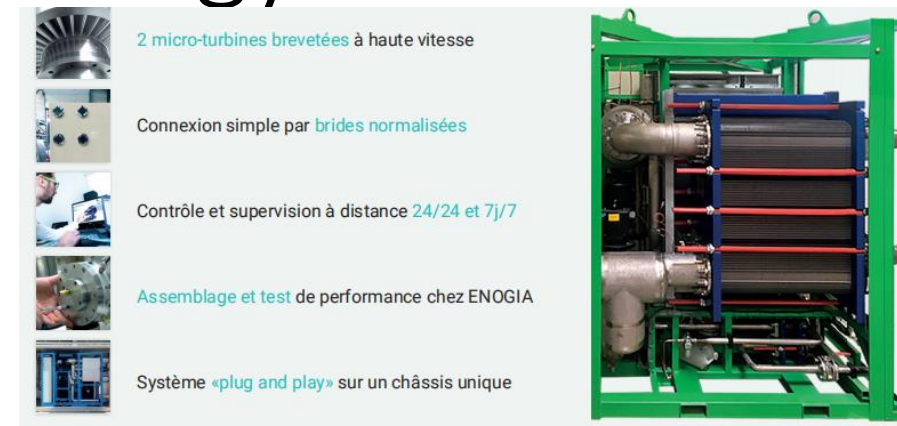 2 micro-turbines brevetées à haute vitesse
Connexion simple par brides normalisées
Contrôle et supervision à distance 24/24 et 7j/7
Assemblage et test de performance chez ENOGIA
Système «plug and play» sur un châssis unique